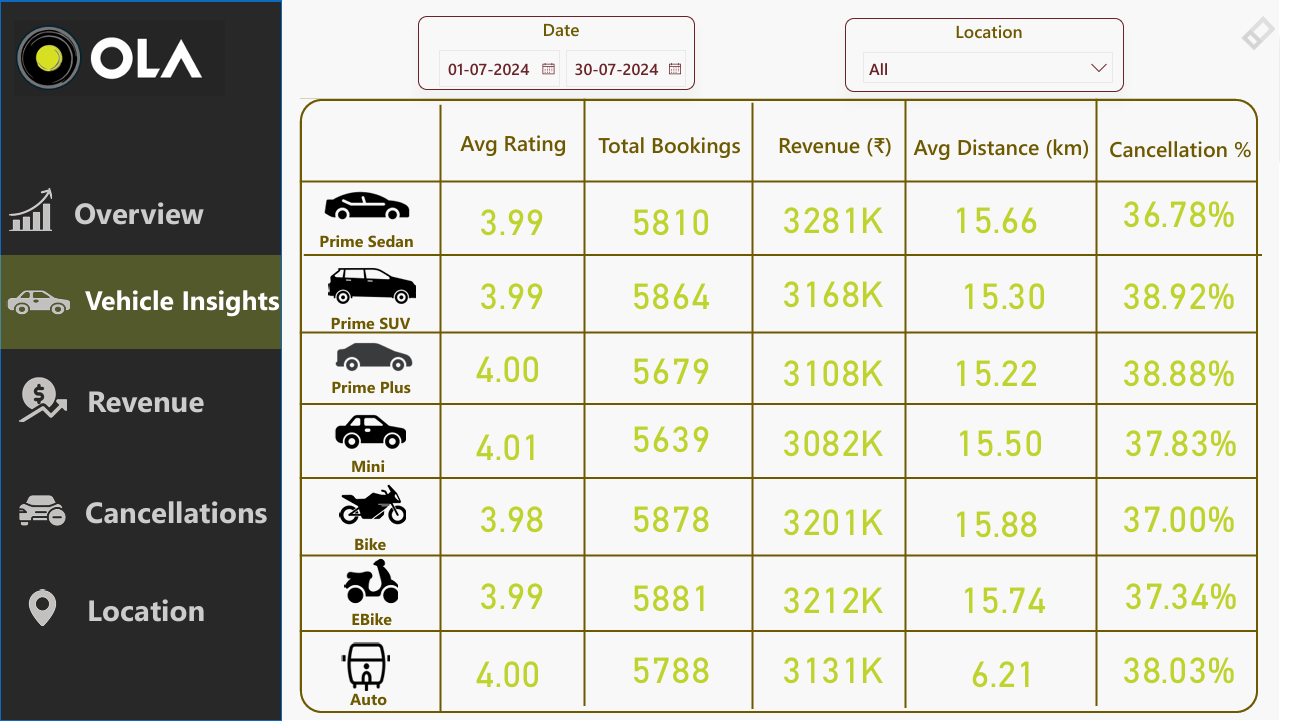 OLA
Date
01-07-2024 30-07-2024
Location
All
Overview
Vehicle Insights
Revenue
Cancellations
Location
Avg Rating Total Bookings Revenue (₹) Avg Distance (km) Cancellation %
Prime Sedan 3.99 5810 3281K 15.66 36.78%
Prime SUV 3.99 5864 3168K 15.30 38.92%
Prime Plus 4.00 5679 3108K 15.22 38.88%
Mini 4.01 5639 3082K 15.50 37.83%
Bike 3.98 5878 3201K 15.88 37.00%
EBike 3.99 5881 3212K 15.74 37.34%
Auto 4.00 5788 3131K 6.21 38.03%